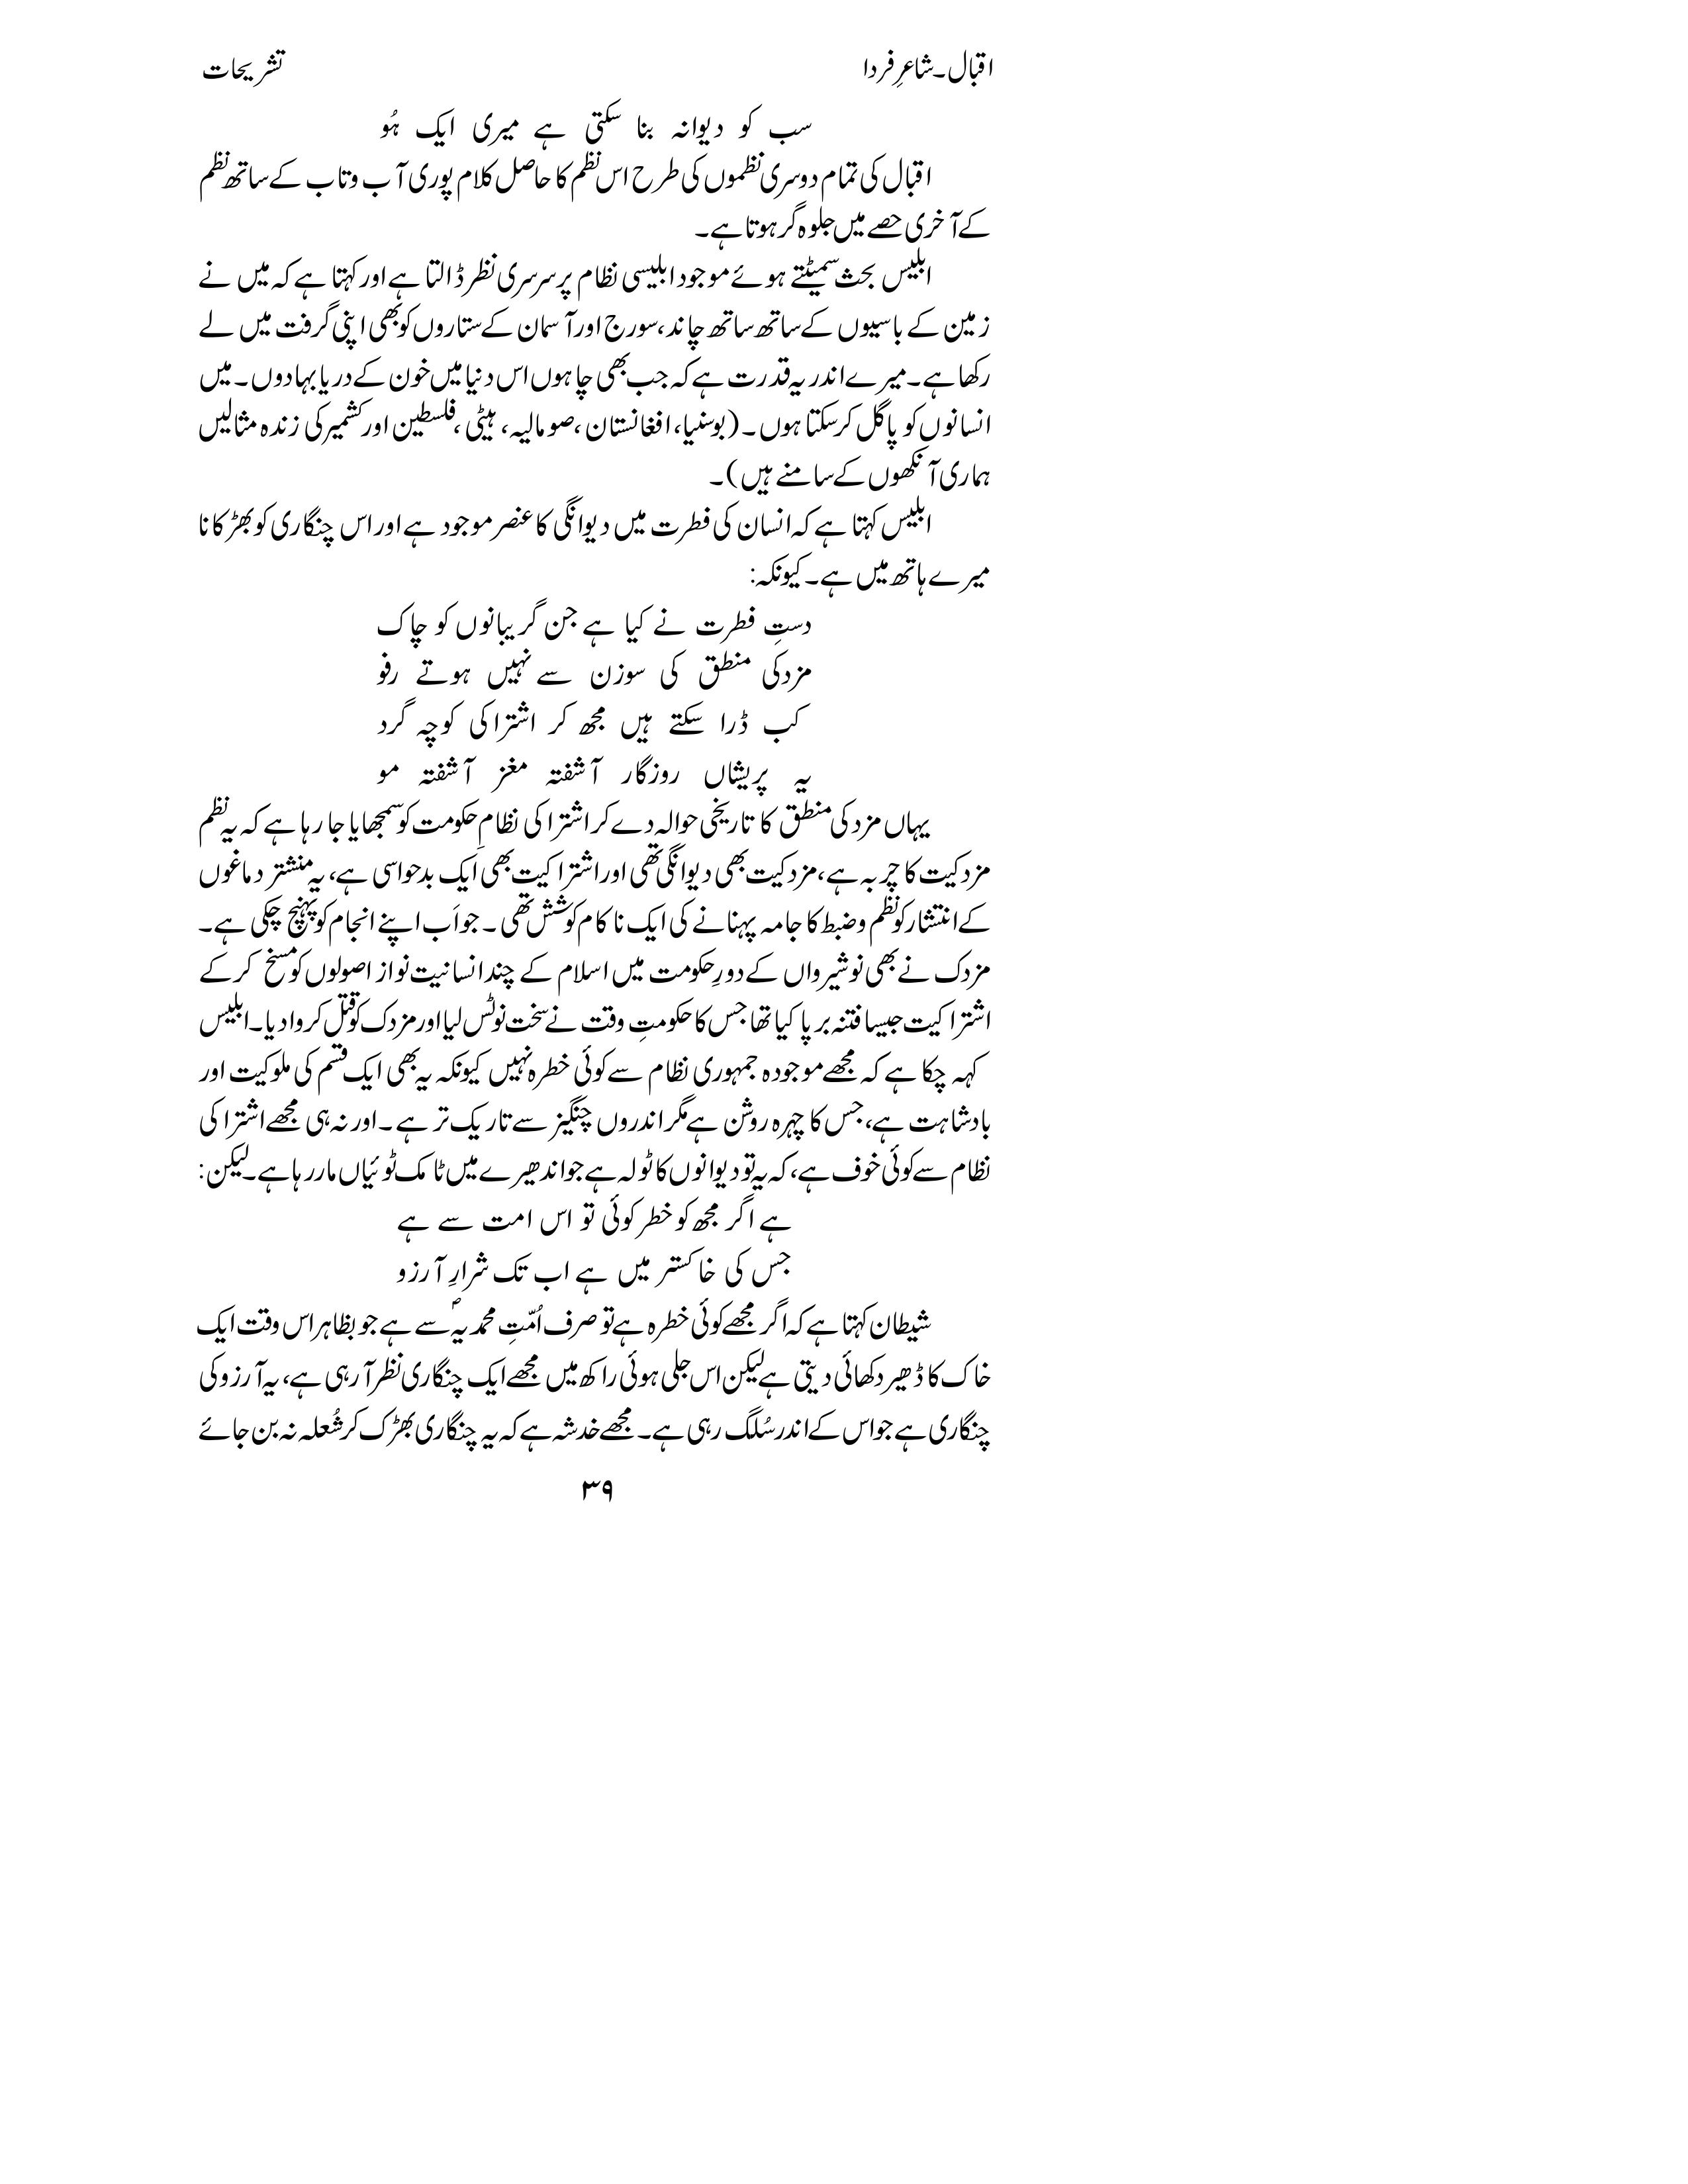 اقبال۔شاعرِ فردا تشریحات
سب کو دیوانہ بنا سکتی ہے میری ایک ہُو
اقبال کی تمام دوسری نظموں کی طرح اس نظم کا حاصل کلام پوری آب وتاب کے ساتھ نظم
کے آخری حصے میں جلوہ گر ہوتا ہے۔
ابلیس بحث سمیٹتے ہوئے موجود ابلیسی نظام پر سرسری نظر ڈالتا ہے اور کہتا ہے کہ میں نے
زمین کے باسیوں کے ساتھ ساتھ چاند، سورج اور آسمان کے ستاروں کو بھی اپنی گرفت میں لے
رکھا ہے۔ میرے اندر یہ قدرت ہے کہ جب بھی چاہوں اس دنیا میں خون کے دریا بہا دوں۔ میں
انسانوں کو پاگل کر سکتا ہوں۔ (بوسنیا، افغانستان، صومالیہ، ہیٹی، فلسطین اور کشمیر کی زندہ مثالیں
ہماری آنکھوں کے سامنے ہیں)۔
ابلیس کہتا ہے کہ انسان کی فطرت میں دیوانگی کا عنصر موجود ہے اور اس چنگاری کو بھڑکانا
میرے ہاتھ میں ہے۔ کیونکہ:
دستِ فطرت نے کیا ہے جن گریبانوں کو چاک
مزدکی منطق کی سوزن سے نہیں ہوتے رفو
کب ڈرا سکتے ہیں مجھ کر اشتراکی کوچہ گرد
یہ پریشاں روزگار آشفتہ مغز آشفتہ مو
یہاں مزدکی منطق کا تاریخی حوالہ دے کر اشتراکی نظامِ حکومت کو سمجھایا جا رہا ہے کہ یہ نظم
مزدکیت کا چربہ ہے، مزدکیت بھی دیوانگی تھی اور اشتراکیت بھی ایک بدحواسی ہے، یہ منشتر دماغوں
کے انتشار کو نظم وضبط کا جامہ پہنانے کی ایک ناکام کوشش تھی۔ جو اَب اپنے انجام کو پہنچ چکی ہے۔
مزدک نے بھی نوشیرواں کے دورِ حکومت میں اسلام کے چند انسانیت نواز اصولوں کو مسخ کر کے
اشتراکیت جیسا فتنہ برپا کیا تھا جس کا حکومتِ وقت نے سخت نوٹس لیا اور مزدک کو قتل کروا دیا۔ ابلیس
کہہ چکا ہے کہ مجھے موجودہ جمہوری نظام سے کوئی خطرہ نہیں کیونکہ یہ بھی ایک قسم کی ملوکیت اور
بادشاہت ہے، جس کا چہرہ روشن ہے مگر اندروں چنگیز سے تاریک تر ہے۔ اور نہ ہی مجھے اشتراکی
نظام سے کوئی خوف ہے، کہ یہ تو دیوانوں کا ٹولہ ہے جو اندھیرے میں ٹامک ٹوئیاں مار رہا ہے۔ لیکن:
ہے اگر مجھ کو خطر کوئی تو اس امت سے ہے
جس کی خاکستر میں ہے اب تک شرارِ آرزو
شیطان کہتا ہے کہ اگر مجھے کوئی خطرہ ہے تو صرف اُمّتِ محمدیہؐ سے ہے جو بظاہر اس وقت ایک
خاک کا ڈھیر دکھائی دیتی ہے لیکن اس جلی ہوئی راکھ میں مجھے ایک چنگاری نظر آ رہی ہے، یہ آرزو کی
چنگاری ہے جو اس کے اندر سُلگ رہی ہے۔ مجھے خدشہ ہے کہ یہ چنگاری بھڑک کر شُعلہ نہ بن جائے
۳۹